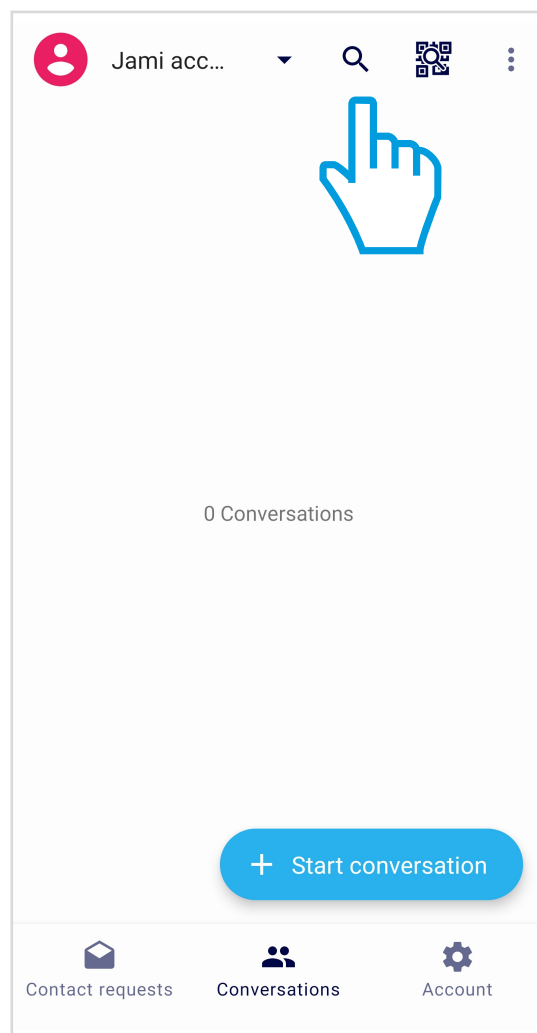 Jami acc...
0 Conversations
Start conversation
Contact requests
Conversations
Account